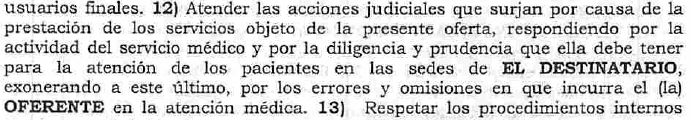 usuarios finales. 12) Atender las acciones judiciales que surjan por causa de la
prestación de los servicios objeto de la presente oferta, respondiendo por la
actividad del servicio médico y por la diligencia y prudencia que ella debe tener
para la atención de los pacientes en las sedes de EL DESTINATARIO,
exonerando a este último, por los errores y omisiones en que incurra el (la)
OFERENTE en la atención médica. 13) Respetar los procedimientos internos